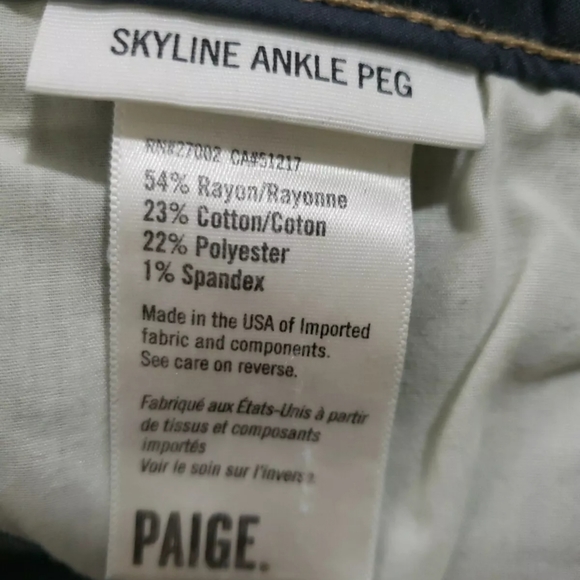 SKYLINE ANKLE PEG
RN#27002 CA#51217
54% Rayon/Rayonne
23% Cotton/Coton
22% Polyester
1% Spandex
Made in the USA of Imported
fabric and components.
See care on reverse.
Fabriqué aux États-Unis à partir
de tissus et composants
importés
Voir le soin sur l'inverse
PAIGE.